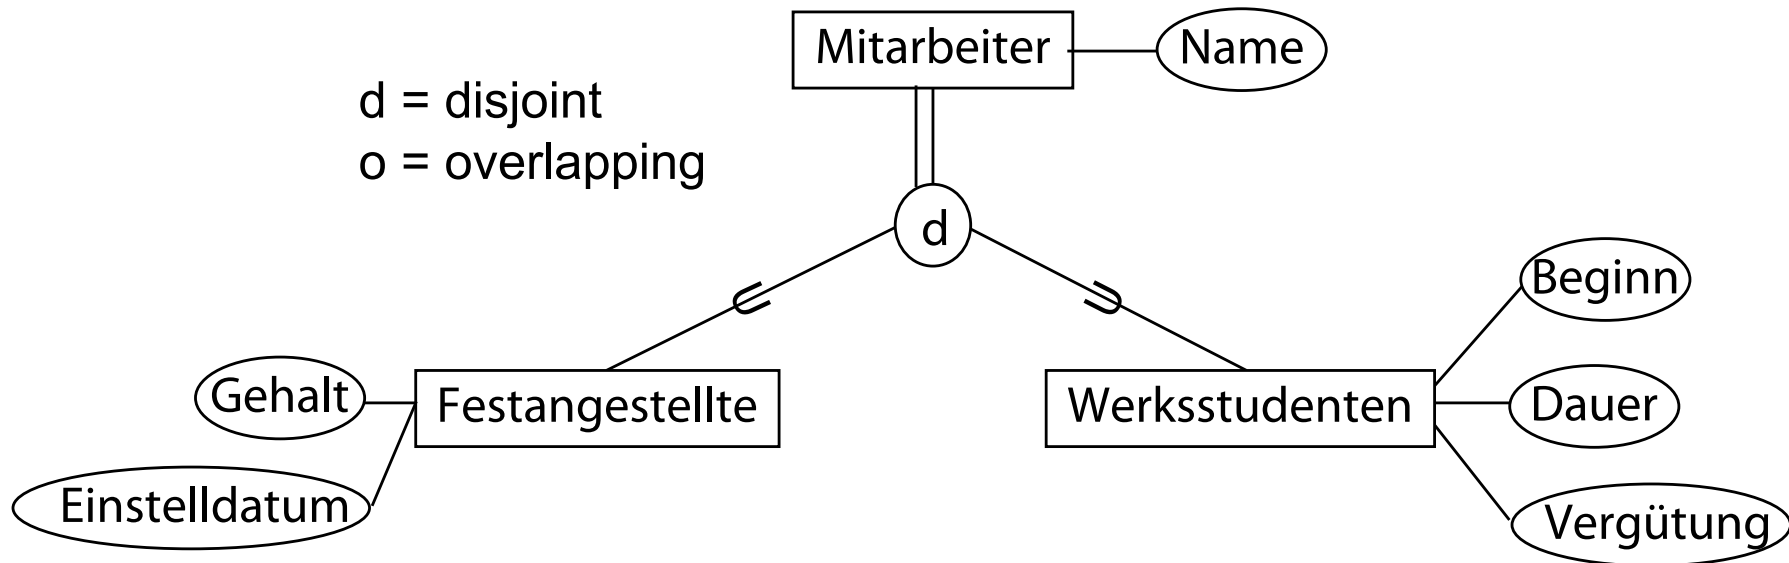 Mitarbeiter
Name
d = disjoint
o = overlapping
d
Beginn
Gehalt
Festangestellte
Werksstudenten
Dauer
Einstelldatum
Vergütung